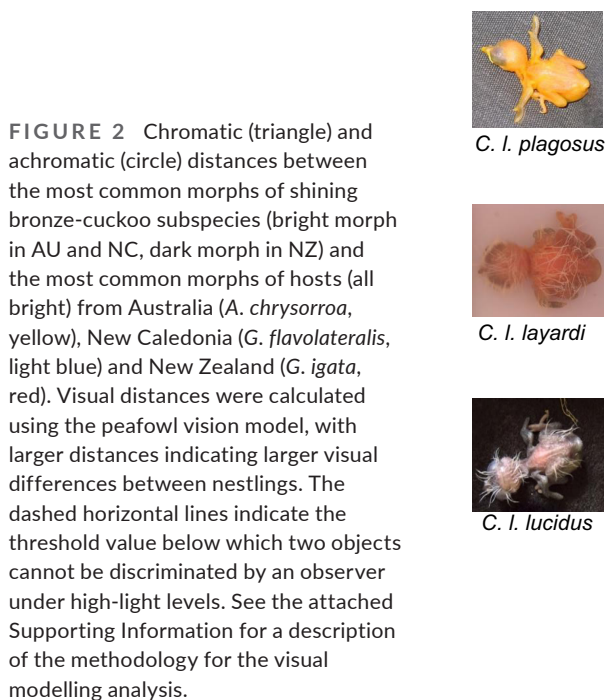 FIGURE 2 Chromatic (triangle) and
achromatic (circle) distances between
the most common morphs of shining
bronze-cuckoo subspecies (bright morph
in AU and NC, dark morph in NZ) and
the most common morphs of hosts (all
bright) from Australia (A. chrysorroa,
yellow), New Caledonia (G. flavolateralis,
light blue) and New Zealand (G. igata,
red). Visual distances were calculated
using the peafowl vision model, with
larger distances indicating larger visual
differences between nestlings. The
dashed horizontal lines indicate the
threshold value below which two objects
cannot be discriminated by an observer
under high-light levels. See the attached
Supporting Information for a description
of the methodology for the visual
modelling analysis.
C. l. plagosus
C. l. layardi
C. l. lucidus